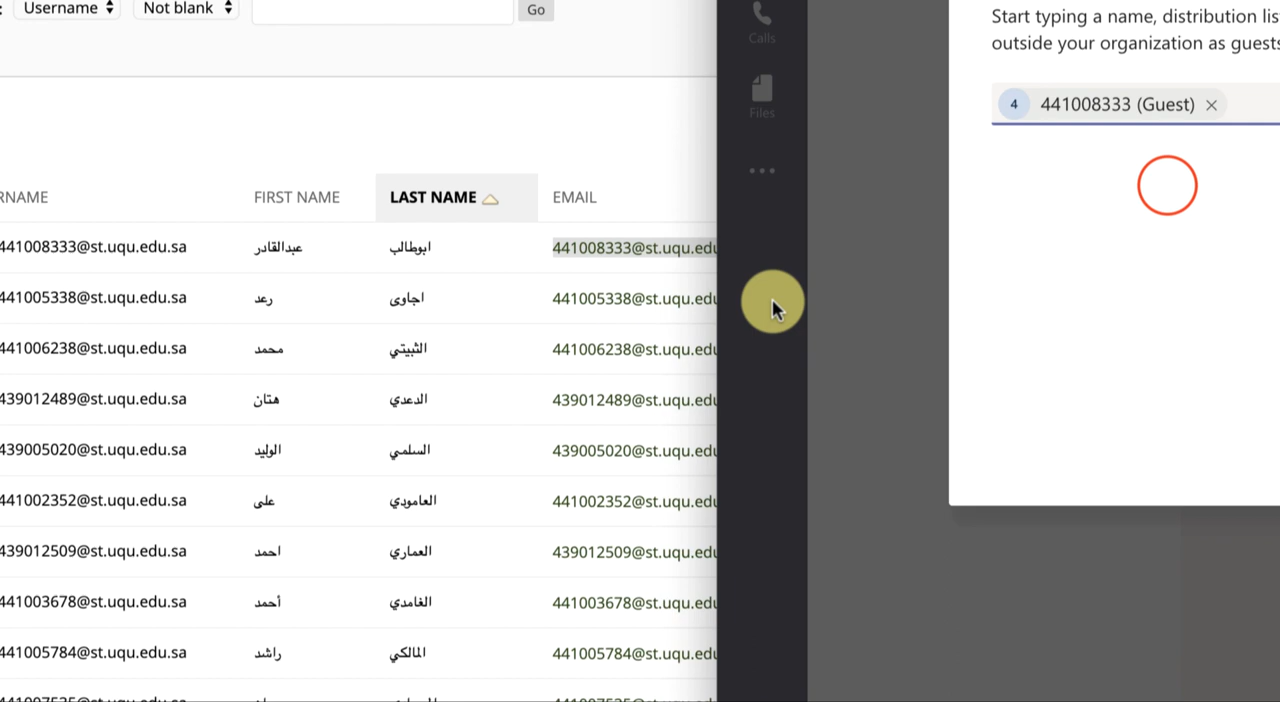 : Username Not blank Go
RNAME FIRST NAME LAST NAME EMAIL
441008333@st.uqu.edu.sa عبدالقادر ابوطالب 441008333@st.uqu.edu
441005338@st.uqu.edu.sa رعد اجاوى 441005338@st.uqu.edu
441006238@st.uqu.edu.sa محمد الثبيتي 441006238@st.uqu.edu
439012489@st.uqu.edu.sa هتان الدعدي 439012489@st.uqu.edu
439005020@st.uqu.edu.sa الوليد السلمي 439005020@st.uqu.edu
441002352@st.uqu.edu.sa على العامودي 441002352@st.uqu.edu
439012509@st.uqu.edu.sa احمد العماري 439012509@st.uqu.edu
441003678@st.uqu.edu.sa أحمد الغامدي 441003678@st.uqu.edu
441005784@st.uqu.edu.sa راشد المالكي 441005784@st.uqu.edu
Calls
Files
Start typing a name, distribution lis
outside your organization as guests
4 441008333 (Guest) ×